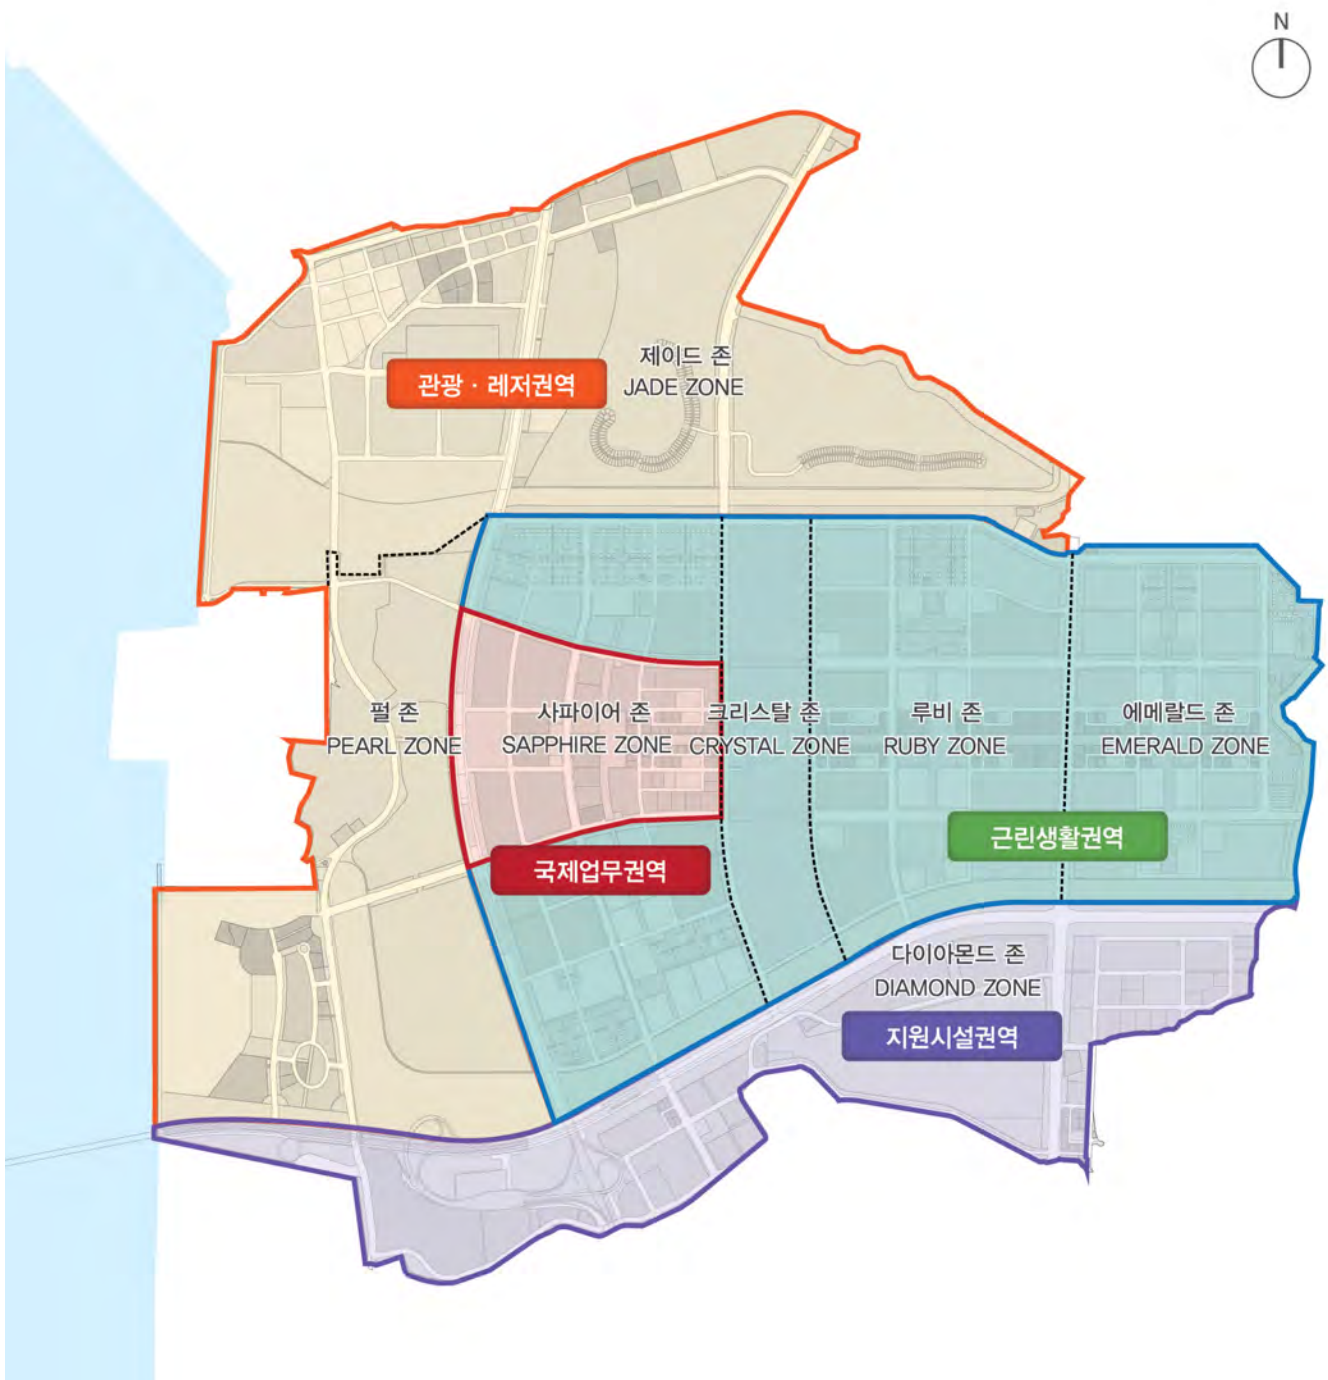 N
제이드 존
JADE ZONE
관광 · 레저권역
펄 존
PEARL ZONE
사파이어 존
SAPPHIRE ZONE
크리스탈 존
CRYSTAL ZONE
루비 존
RUBY ZONE
에메랄드 존
EMERALD ZONE
근린생활권역
국제업무권역
다이아몬드 존
DIAMOND ZONE
지원시설권역